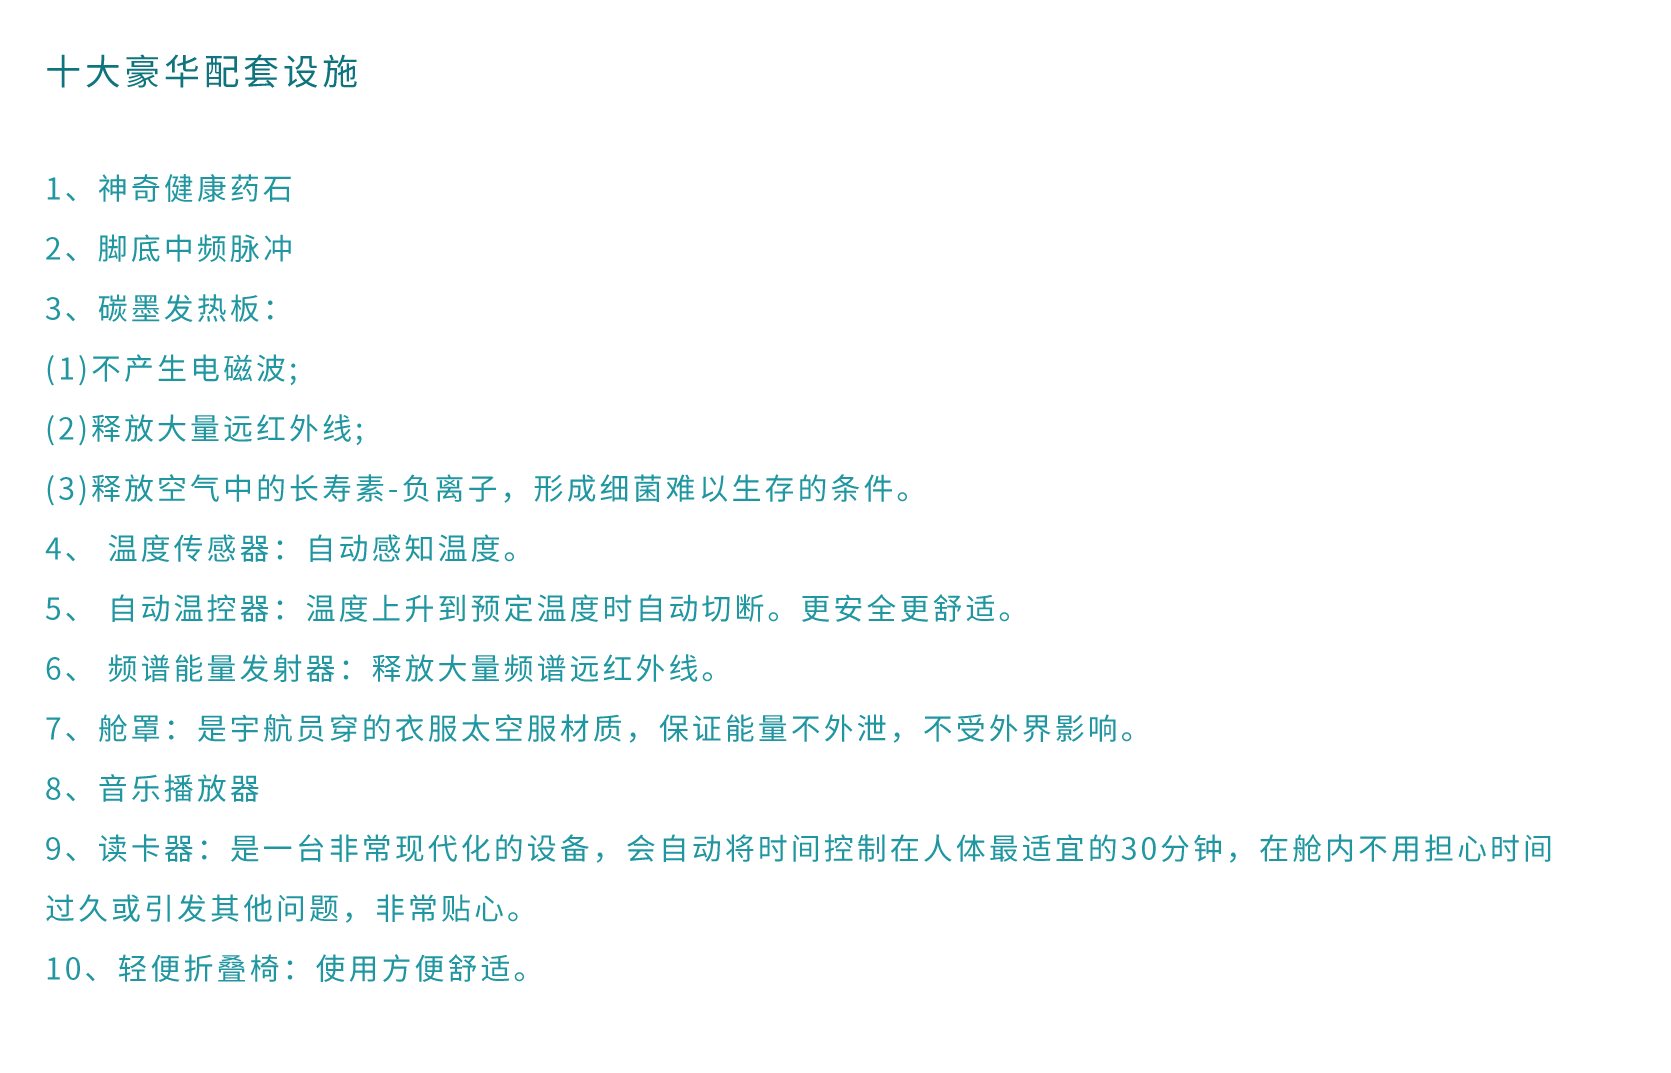 十大豪华配套设施
1、神奇健康药石
2、脚底中频脉冲
3、碳墨发热板：
(1)不产生电磁波;
(2)释放大量远红外线;
(3)释放空气中的长寿素-负离子，形成细菌难以生存的条件。
4、 温度传感器：自动感知温度。
5、 自动温控器：温度上升到预定温度时自动切断。更安全更舒适。
6、 频谱能量发射器：释放大量频谱远红外线。
7、舱罩：是宇航员穿的衣服太空服材质，保证能量不外泄，不受外界影响。
8、音乐播放器
9、读卡器：是一台非常现代化的设备，会自动将时间控制在人体最适宜的30分钟，在舱内不用担心时间
过久或引发其他问题，非常贴心。
10、轻便折叠椅：使用方便舒适。